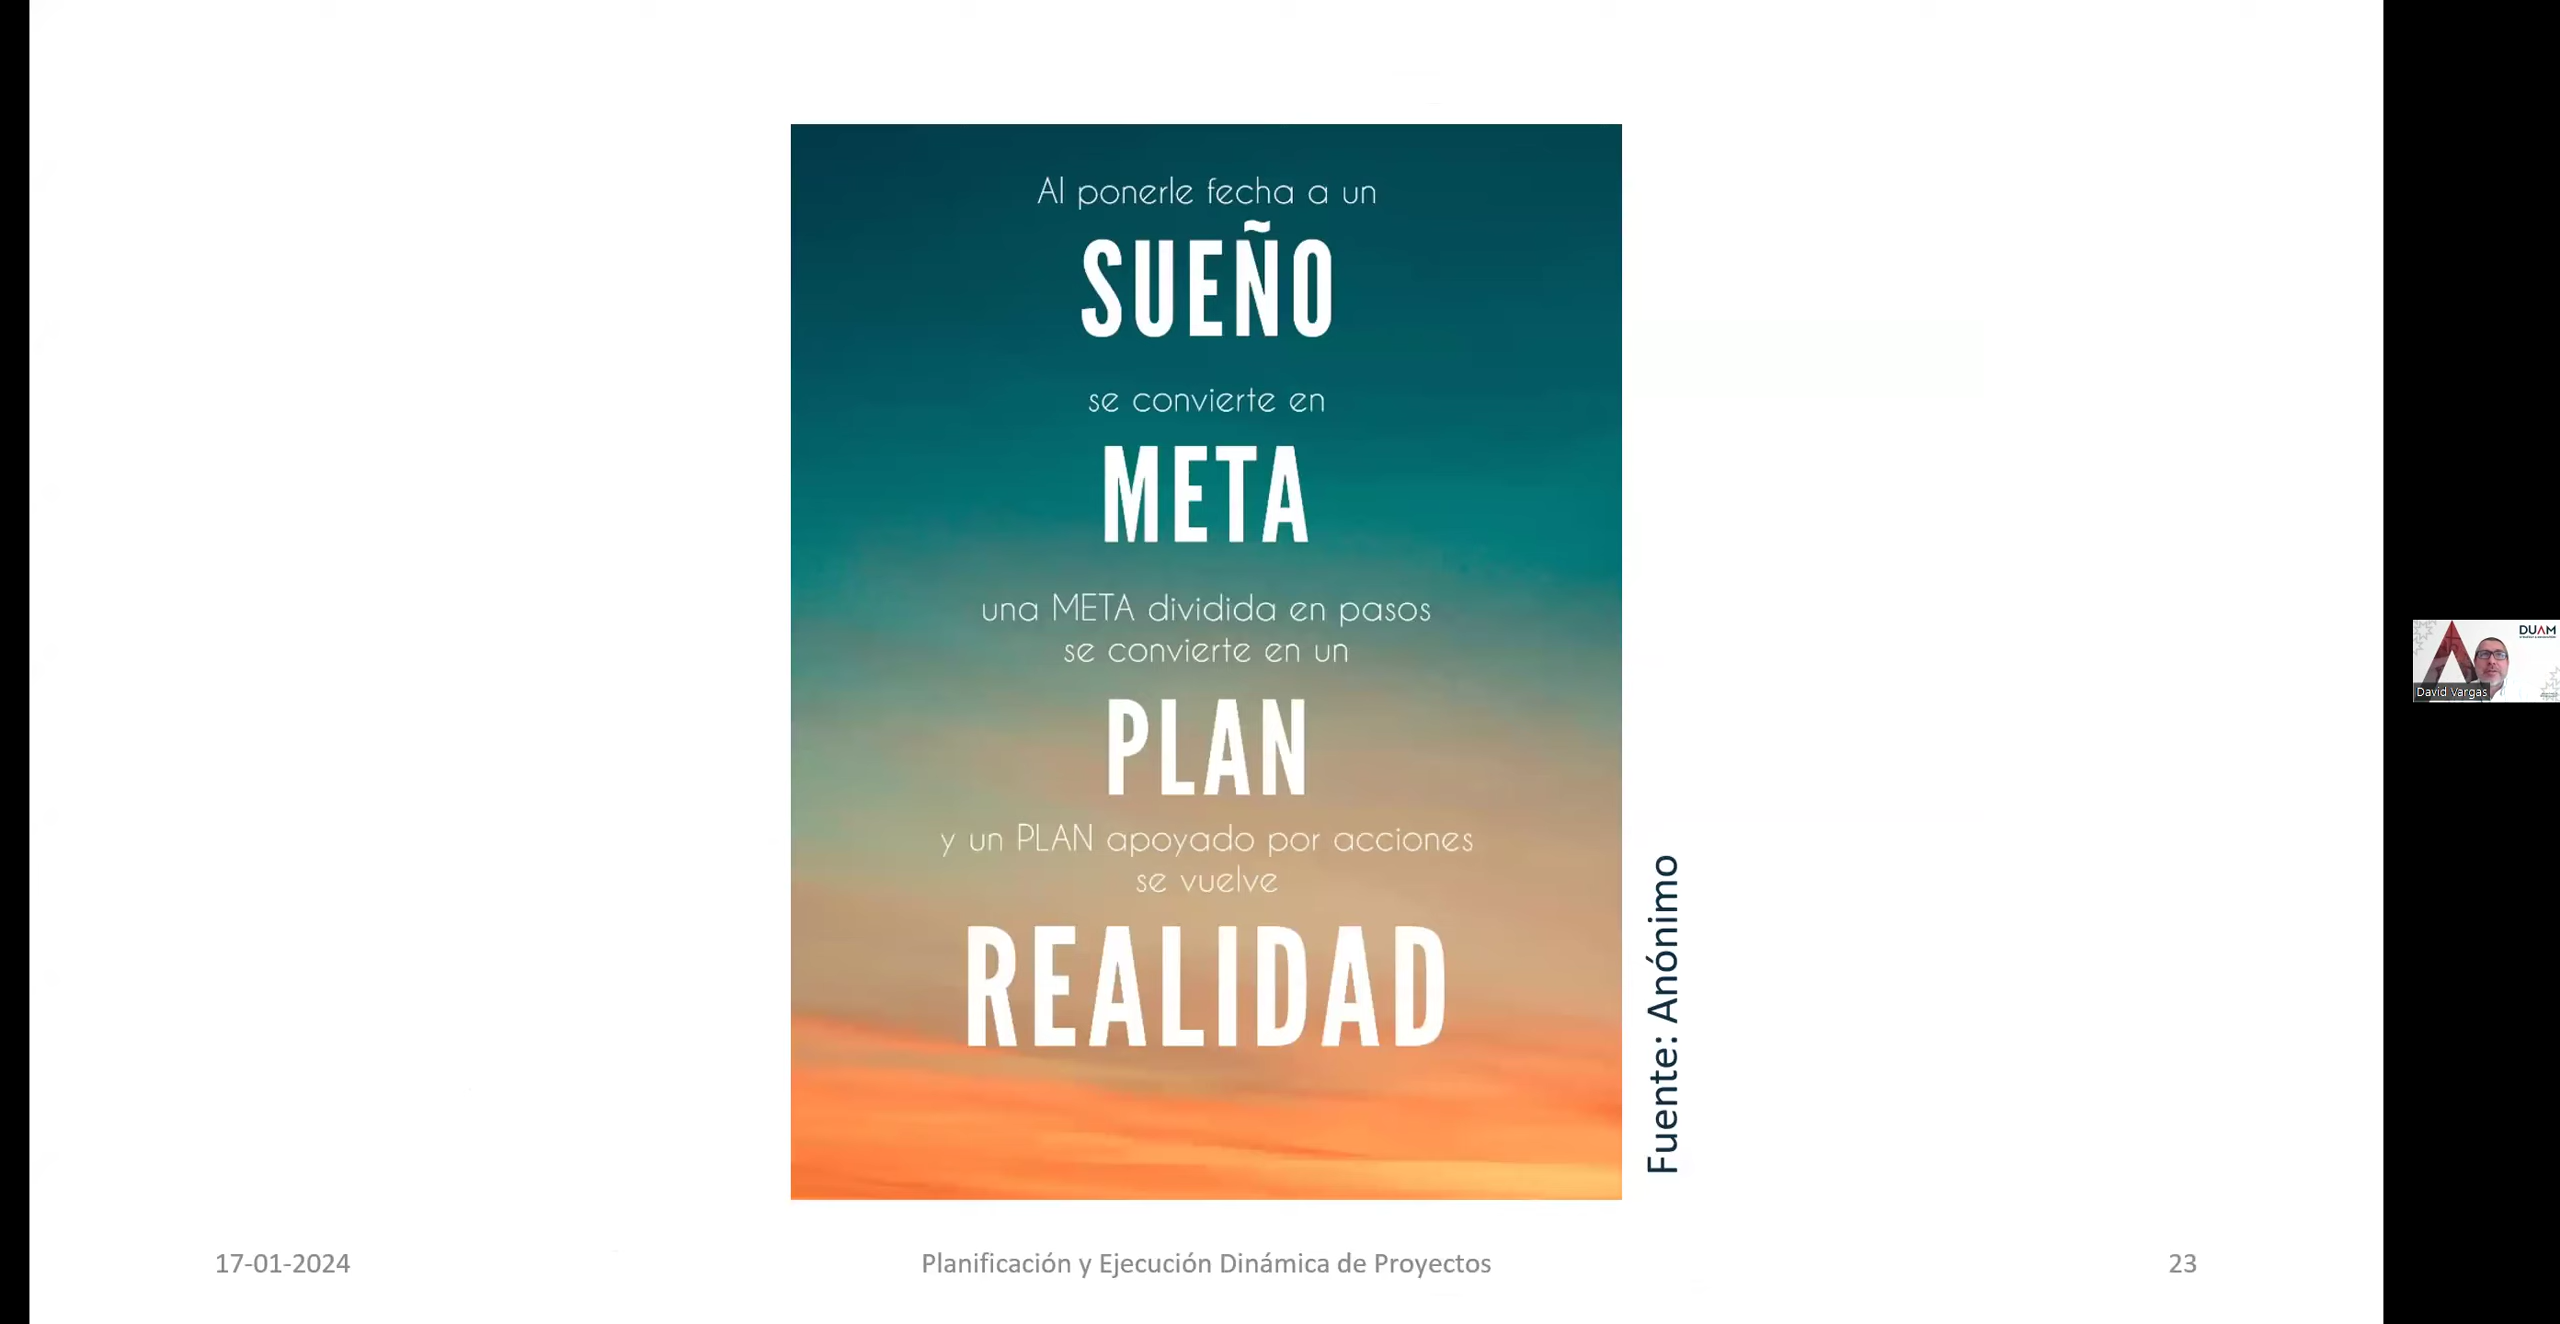 Al ponerle fecha a un
SUEÑO
se convierte en
META
una META dividida en pasos
se convierte en un
PLAN
y un PLAN apoyado por acciones
se vuelve
REALIDAD
Fuente: Anónimo
17-01-2024
Planificación y Ejecución Dinámica de Proyectos
23
DUAM
David Vargas